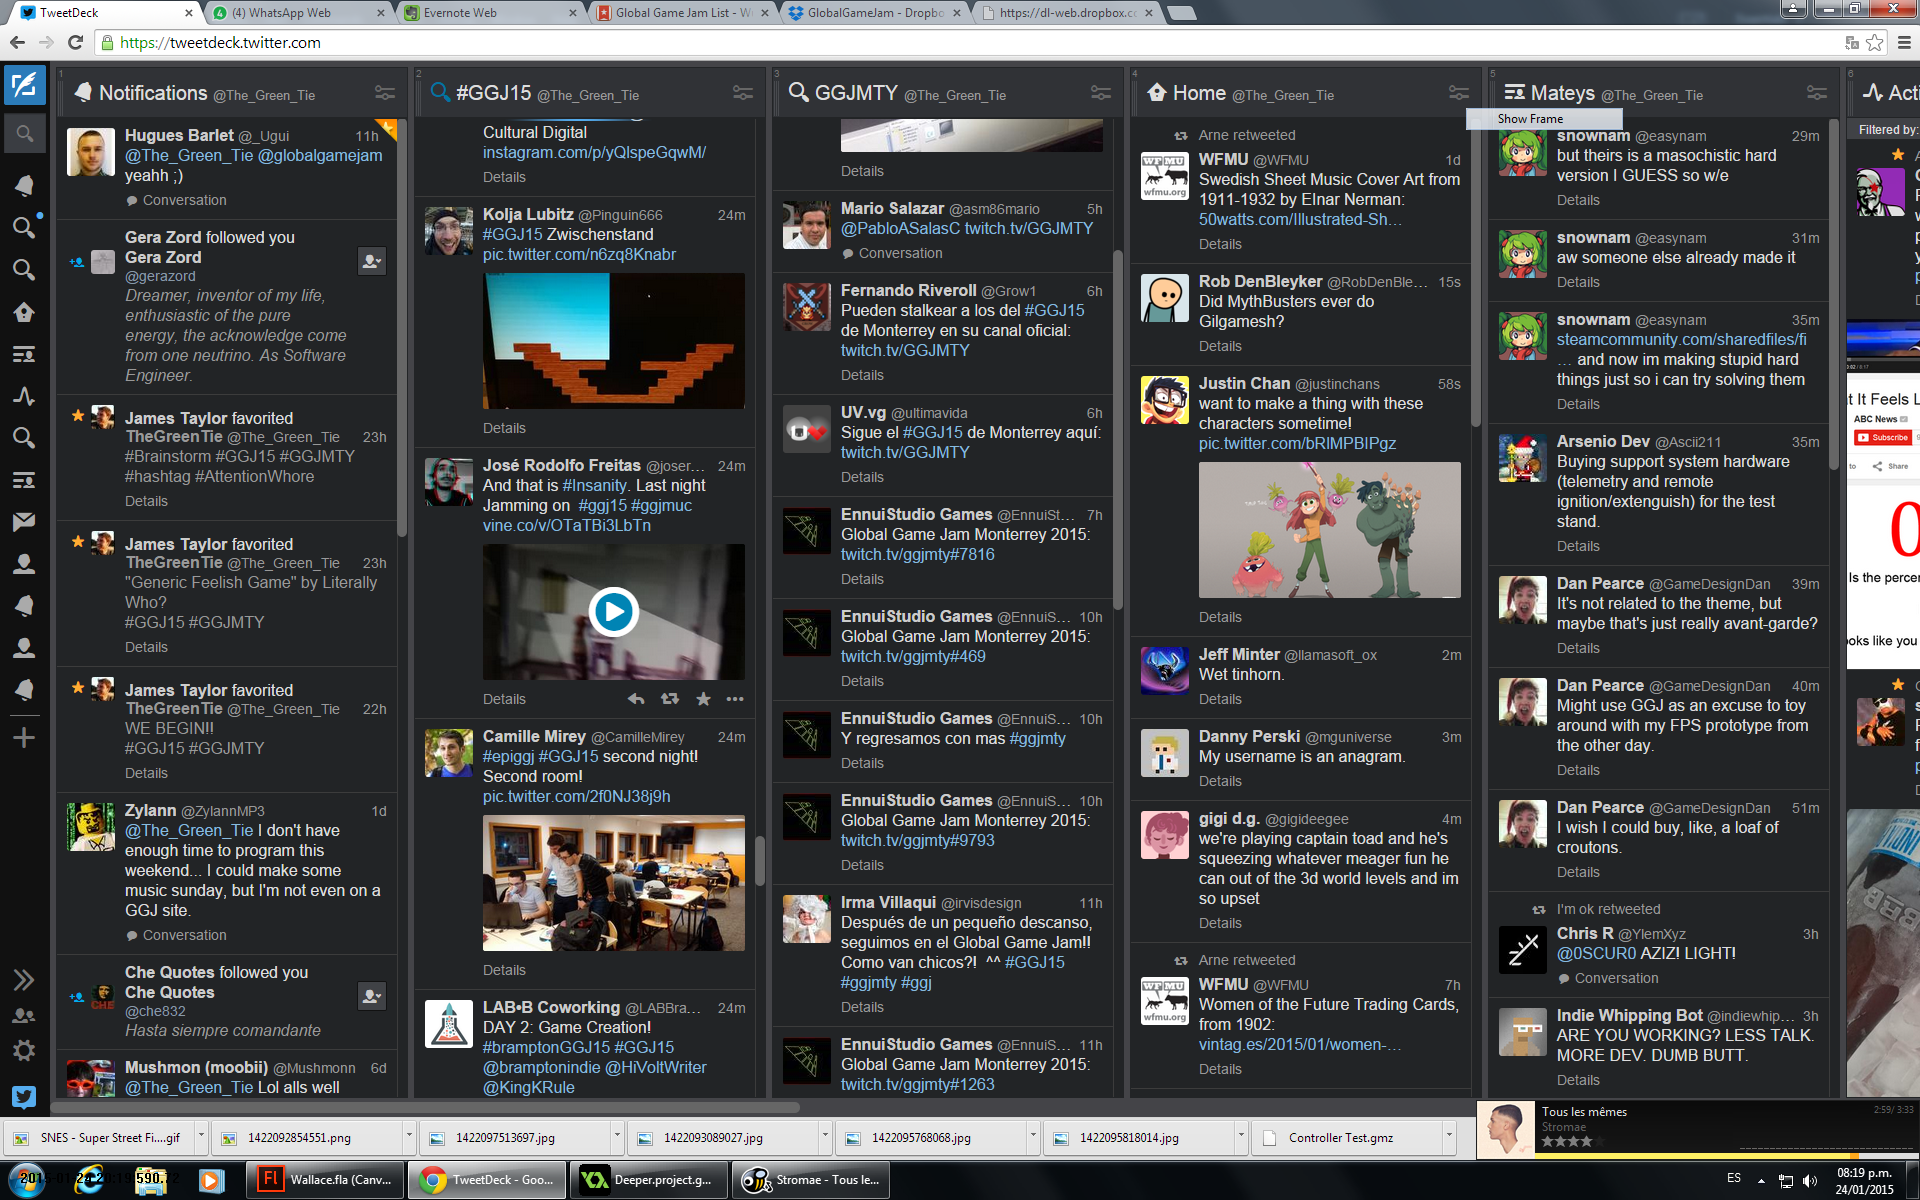 TweetDeck
(4) WhatsApp Web
Evernote Web
Global Game Jam List - W
GlobalGameJam - Dropbo
https://dl-web.dropbox.co
https://tweetdeck.twitter.com
1
Notifications @The_Green_Tie
Hugues Barlet @_Ugui 11h
@The_Green_Tie @globalgamejam
yeahh ;)
Conversation
Gera Zord followed you
Gera Zord
@gerazord
Dreamer, inventor of my life,
enthusiastic of the pure
energy, the acknowledge come
from one neutrino. As Software
Engineer.
James Taylor favorited
TheGreenTie @The_Green_Tie 23h
#Brainstorm #GGJ15 #GGJMTY
#hashtag #AttentionWhore
Details
James Taylor favorited
TheGreenTie @The_Green_Tie 23h
"Generic Feelish Game" by Literally
Who?
#GGJ15 #GGJMTY
Details
James Taylor favorited
TheGreenTie @The_Green_Tie 22h
WE BEGIN!!
#GGJ15 #GGJMTY
Details
Zylann @ZylannMP3 1d
@The_Green_Tie I don't have
enough time to program this
weekend... I could make some
music sunday, but I'm not even on a
GGJ site.
Conversation
Che Quotes followed you
Che Quotes
@che832
Hasta siempre comandante
Mushmon (moobii) @Mushmonn 6d
@The_Green_Tie Lol alls well
2
#GGJ15 @The_Green_Tie
Cultural Digital
instagram.com/p/yQlspeGqwM/
Details
Kolja Lubitz @Pinguin666 24m
#GGJ15 Zwischenstand
pic.twitter.com/n6zq8Knabr
Details
José Rodolfo Freitas @joser... 24m
And that is #Insanity. Last night
Jamming on #ggj15 #ggjmuc
vine.co/v/OTaTBi3LbTn
Details
Camille Mirey @CamilleMirey 24m
#epiggj #GGJ15 second night!
Second room!
pic.twitter.com/2f0NJ38j9h
Details
LAB•B Coworking @LABBra... 24m
DAY 2: Game Creation!
#bramptonGGJ15 #GGJ15
@bramptonindie @HiVoltWriter
@KingKRule
3
GGJMTY @The_Green_Tie
Details
Mario Salazar @asm86mario 5h
@PabloASalasC twitch.tv/GGJMTY
Conversation
Fernando Riveroll @Grow1 6h
Pueden stalkear a los del #GGJ15
de Monterrey en su canal oficial:
twitch.tv/GGJMTY
Details
UV.vg @ultimavida 6h
Sigue el #GGJ15 de Monterrey aquí:
twitch.tv/GGJMTY
Details
EnnuiStudio Games @EnnuiSt... 7h
Global Game Jam Monterrey 2015:
twitch.tv/ggjmty#7816
Details
EnnuiStudio Games @EnnuiS... 10h
Global Game Jam Monterrey 2015:
twitch.tv/ggjmty#469
Details
EnnuiStudio Games @EnnuiS... 10h
Y regresamos con mas #ggjmty
Details
EnnuiStudio Games @EnnuiS... 10h
Global Game Jam Monterrey 2015:
twitch.tv/ggjmty#9793
Details
Irma Villaqui @irvisdesign 11h
Después de un pequeño descanso,
seguimos en el Global Game Jam!!
Como van chicos?! ^^ #GGJ15
#ggjmty #ggj
Details
EnnuiStudio Games @EnnuiS... 11h
Global Game Jam Monterrey 2015:
twitch.tv/ggjmty#1263
4
Home @The_Green_Tie
Arne retweeted
WFMU @WFMU 1d
Swedish Sheet Music Cover Art from
1911-1932 by EInar Nerman:
50watts.com/Illustrated-Sh…
Details
Rob DenBleyker @RobDenBle... 15s
Did MythBusters ever do
Gilgamesh?
Details
Justin Chan @justinchans 58s
want to make a thing with these
characters sometime!
pic.twitter.com/bRIMPBIPgz
Details
Jeff Minter @llamasoft_ox 2m
Wet tinhorn.
Details
Danny Perski @mguniverse 3m
My username is an anagram.
Details
gigi d.g. @gigideegee 4m
we're playing captain toad and he's
squeezing whatever meager fun he
can out of the 3d world levels and im
so upset
Details
Arne retweeted
WFMU @WFMU 7h
Women of the Future Trading Cards,
from 1902:
vintag.es/2015/01/women-…
Details
5
Mateys @The_Green_Tie
Show Frame
snownam @easynam 29m
but theirs is a masochistic hard
version I GUESS so w/e
Details
snownam @easynam 31m
aw someone else already made it
Details
snownam @easynam 35m
steamcommunity.com/sharedfiles/fi
… and now im making stupid hard
things just so i can try solving them
Details
Arsenio Dev @Ascii211 35m
Buying support system hardware
(telemetry and remote
ignition/extenguish) for the test
stand.
Details
Dan Pearce @GameDesignDan 39m
It's not related to the theme, but
maybe that's just really avant-garde?
Details
Dan Pearce @GameDesignDan 40m
Might use GGJ as an excuse to toy
around with my FPS prototype from
the other day.
Details
Dan Pearce @GameDesignDan 51m
I wish I could buy, like, a loaf of
croutons.
Details
I'm ok retweeted
Chris R @YlemXyz 3h
@0SCUR0 AZIZ! LIGHT!
Conversation
Indie Whipping Bot @indiewhip... 3h
ARE YOU WORKING? LESS TALK.
MORE DEV. DUMB BUTT.
Details
6
Acti
Filtered by:
t It Feels L
ABC News
Subscribe
to Share
0
Is the percer
oks like you
Tous les mêmes
Stromae
2:59/ 3:33
SNES - Super Street Fi....gif
1422092854551.png
1422097513697.jpg
1422093089027.jpg
1422095768068.jpg
1422095818014.jpg
Controller Test.gmz
2015-01-24 20:19:590.72
Wallace.fla (Canv...
TweetDeck - Goo...
Deeper.project.g...
Stromae - Tous le...
ES
08:19 p.m.
24/01/2015